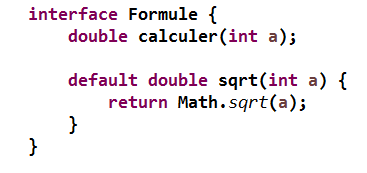 interface Formule {
    double calculer(int a);

    default double sqrt(int a) {
        return Math.sqrt(a);
    }
}